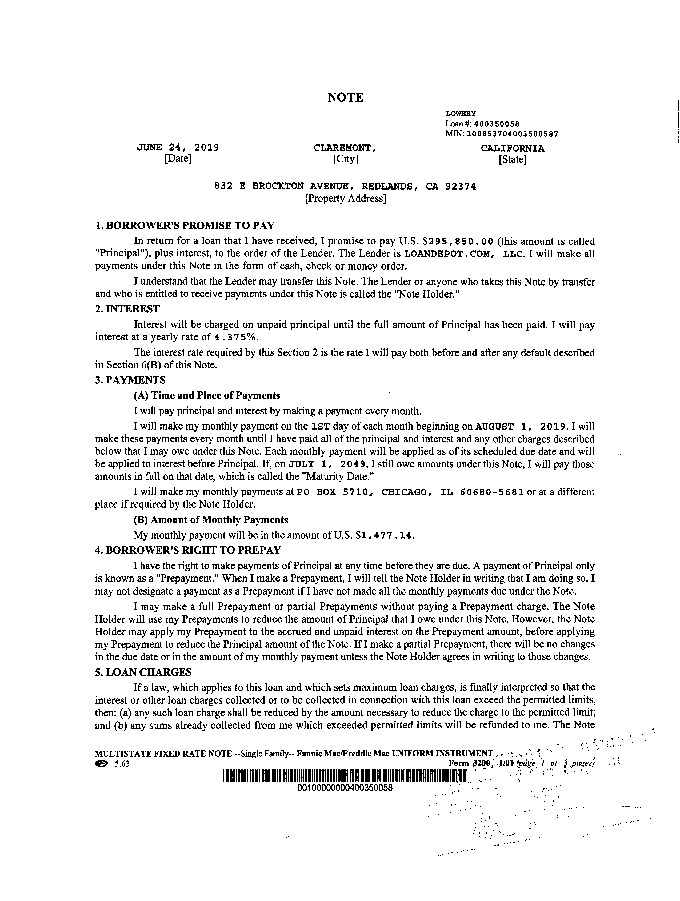 NOTE
LOWERY
Loan #: 400350058
MIN: 100853704003500587
JUNE 24, 2019 CLAREMONT, CALIFORNIA
[Date] [City] [State]
832 E BROCKTON AVENUE, REDLANDS, CA 92374
[Property Address]
1. BORROWER'S PROMISE TO PAY
In return for a loan that I have received, I promise to pay U.S. $295,850.00 (this amount is called
"Principal"), plus interest, to the order of the Lender. The Lender is LOANDEPOT.COM, LLC. I will make all
payments under this Note in the form of cash, check or money order.
I understand that the Lender may transfer this Note. The Lender or anyone who takes this Note by transfer
and who is entitled to receive payments under this Note is called the "Note Holder."
2. INTEREST
Interest will be charged on unpaid principal until the full amount of Principal has been paid. I will pay
interest at a yearly rate of 4.375%.
The interest rate required by this Section 2 is the rate I will pay both before and after any default described
in Section 6(B) of this Note.
3. PAYMENTS
(A) Time and Place of Payments
I will pay principal and interest by making a payment every month.
I will make my monthly payment on the 1ST day of each month beginning on AUGUST 1, 2019. I will
make these payments every month until I have paid all of the principal and interest and any other charges described
below that I may owe under this Note. Each monthly payment will be applied as of its scheduled due date and will
be applied to interest before Principal. If, on JULY 1, 2049, I still owe amounts under this Note, I will pay those
amounts in full on that date, which is called the "Maturity Date."
I will make my monthly payments at PO BOX 5710, CHICAGO, IL 60680-5681 or at a different
place if required by the Note Holder.
(B) Amount of Monthly Payments
My monthly payment will be in the amount of U.S. $1,477.14.
4. BORROWER'S RIGHT TO PREPAY
I have the right to make payments of Principal at any time before they are due. A payment of Principal only
is known as a "Prepayment." When I make a Prepayment, I will tell the Note Holder in writing that I am doing so. I
may not designate a payment as a Prepayment if I have not made all the monthly payments due under the Note.
I may make a full Prepayment or partial Prepayments without paying a Prepayment charge. The Note
Holder will use my Prepayments to reduce the amount of Principal that I owe under this Note. However, the Note
Holder may apply my Prepayment to the accrued and unpaid interest on the Prepayment amount, before applying
my Prepayment to reduce the Principal amount of the Note. If I make a partial Prepayment, there will be no changes
in the due date or in the amount of my monthly payment unless the Note Holder agrees in writing to those changes.
5. LOAN CHARGES
If a law, which applies to this loan and which sets maximum loan charges, is finally interpreted so that the
interest or other loan charges collected or to be collected in connection with this loan exceed the permitted limits,
then: (a) any such loan charge shall be reduced by the amount necessary to reduce the charge to the permitted limit;
and (b) any sums already collected from me which exceeded permitted limits will be refunded to me. The Note
MULTISTATE FIXED RATE NOTE --Single Family-- Fannie Mae/Freddie Mac UNIFORM INSTRUMENT
Form 3200 1/01 (page 1 of 3 pages)
00100000000400350058